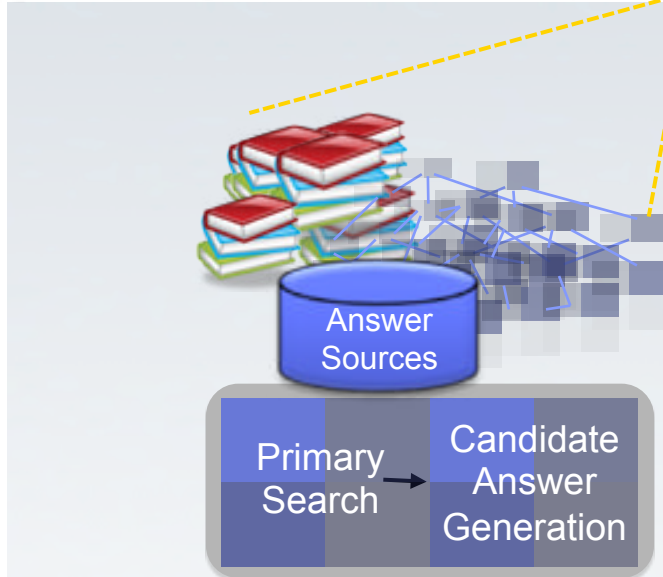 Answer
Sources
Primary
Search
Candidate
Answer
Generation